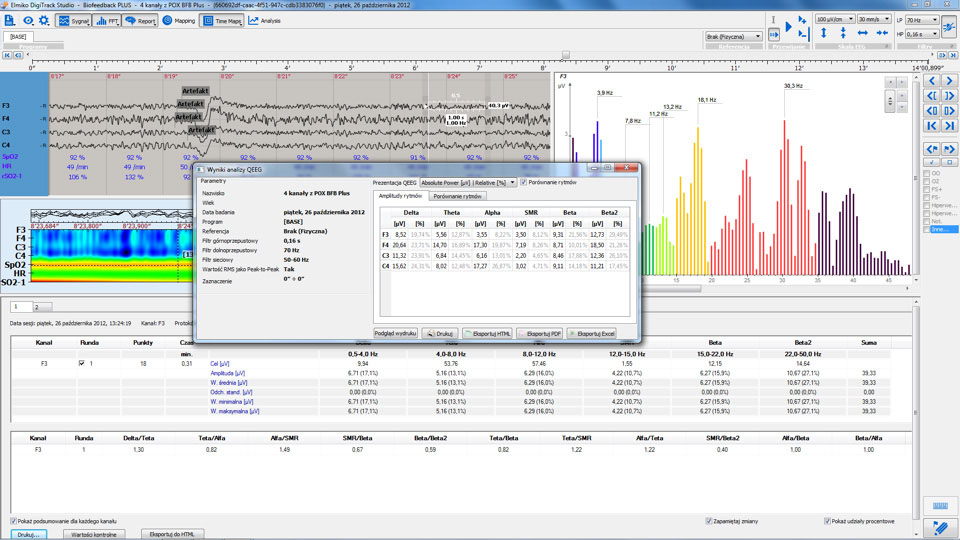 Elmiko DigiTrack Studio - Biofeedback PLUS - 4 kanały z POX BFB Plus - {660692df-caac-4f51-947c-cdb3383076f0} - piątek, 26 października 2012
Sygnał FFT Report Mapping Time Maps Analysis
Brak (Fizyczna) 100 µV/cm 30 mm/s LP 70 Hz
HP 0,16 s
[BASE]
Programa Referencja Przewijanie Skala EEG Filtry
0'' 1' 2' 3' 4' 5' 6' 7' 8' 9' 10' 11' 12' 13' 14'00,899''
8'17'' 8'18'' 8'19'' 8'20'' 8'21'' 8'22'' 8'23'' 8'24'' 8'25''
Artefakt
Artefakt
Artefakt
Artefakt
F3 -R
F4 -R
C3 -R
C4 -R
40,3 µV
1,00 s
1,00 Hz
SpO2 92 % 92 % 92 %
HR 49 /min 49 /min
cSO2-1 106 % 132 %
F3
µV
3,9 Hz
7,8 Hz
11,2 Hz
13,2 Hz
18,1 Hz
30,3 Hz
15 20 25 30 35 40 45
OO
O2
PS+
PS-
Hiperwe...
Hiperwe...
Not.
Hiperwe...
Inne...
8'23,684'' 8'23,800'' 8'23,850''
F3
F4
C3
C4
SpO2
HR
SO2-1
Wyniki analizy QEEG
Parametry
Nazwisko 4 kanały z POX BFB Plus
Wiek
Data badania piątek, 26 października 2012
Program [BASE]
Referencja Brak (Fizyczna)
Filtr górnoprzepustowy 0,16 s
Filtr dolnoprzepustowy 70 Hz
Filtr sieciowy 50-60 Hz
Wartość RMS jako Peak-to-Peak Tak
Zaznaczenie 0'' ÷ 0''
Prezentacja QEEG Absolute Power [µV] | Relative [%] Porównanie rytmów
Amplitudy rytmów Porównanie rytmów
Delta Theta Alpha SMR Beta Beta2
[µV] [%] [µV] [%] [µV] [%] [µV] [%] [µV] [%] [µV] [%]
F3 8,52 19,74% 5,56 12,87% 3,55 8,22% 3,50 8,12% 9,31 21,56% 12,73 29,49%
F4 20,64 23,71% 14,70 16,89% 17,30 19,87% 7,19 8,26% 8,71 10,01% 18,50 21,26%
C3 11,32 23,90% 6,84 14,45% 6,16 13,01% 2,20 4,65% 8,46 17,88% 12,36 26,10%
C4 15,62 24,31% 8,02 12,48% 17,27 26,87% 3,02 4,71% 9,11 14,18% 11,21 17,45%
Podgląd wydruku Drukuj Eksportuj HTML Eksportuj PDF Eksportuj Excel
1 2
Data sesji: piątek, 26 października 2012, 13:24:19 Kanał: F3
Kanał Runda Punkty Czas Suma
min. 0,5-4,0 Hz 4,0-8,0 Hz 8,0-12,0 Hz 12,0-15,0 Hz 15,0-22,0 Hz 22,0-50,0 Hz
F3 1 18 0.31 Cel [µV] 9.94 53.76 57.46 1.55 12.15 14.64
Amplituda [µV] 6,71 (17,1%) 5,16 (13,1%) 6,29 (16,0%) 4,22 (10,7%) 6,27 (15,9%) 10,67 (27,1%) 39,33
W. średnia [µV] 6,71 (17,1%) 5,16 (13,1%) 6,29 (16,0%) 4,22 (10,7%) 6,27 (15,9%) 10,67 (27,1%) 39,33
Odch. stand. [µV] 0,00 (0,0%) 0,00 (0,0%) 0,00 (0,0%) 0,00 (0,0%) 0,00 (0,0%) 0,00 (0,0%)
W. minimalna [µV] 6,71 (17,1%) 5,16 (13,1%) 6,29 (16,0%) 4,22 (10,7%) 6,27 (15,9%) 10,67 (27,1%) 39,33
W. maksymalna [µV] 6,71 (17,1%) 5,16 (13,1%) 6,29 (16,0%) 4,22 (10,7%) 6,27 (15,9%) 10,67 (27,1%) 39,33
Kanał Runda Delta/Teta Teta/Alfa Alfa/SMR SMR/Beta Beta/Beta2 Teta/Beta Teta/SMR Alfa/Teta SMR/Beta2 Alfa/Beta Beta/Alfa
F3 1 1,30 0,82 1,49 0,67 0,59 0,82 1,22 1,22 0,40 1,00 1,00
Pokaż podsumowanie dla każdego kanału Zapamiętaj zmiany Pokaż udziały procentowe
Drukuj... Wartości kontrolne Eksportuj do HTML